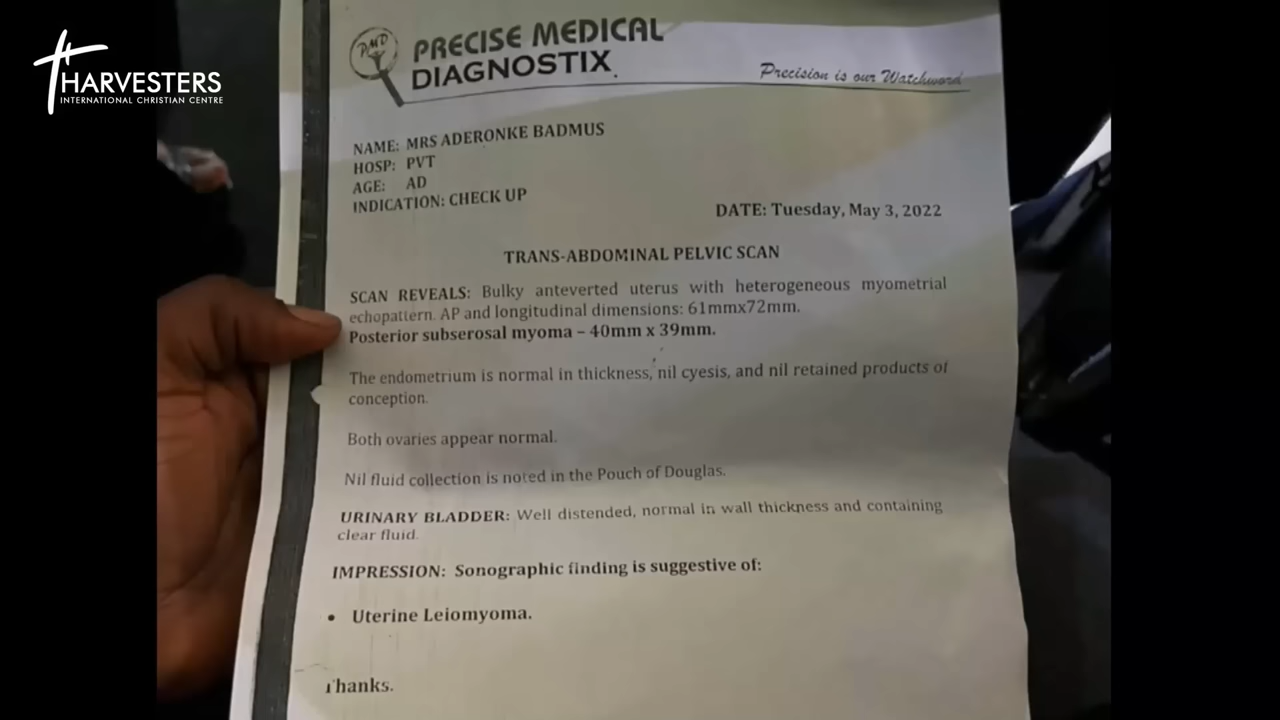 HARVESTERS
INTERNATIONAL CHRISTIAN CENTRE
PMD
PRECISE MEDICAL
DIAGNOSTIX
Precision is our Watchword
NAME: MRS ADERONKE BADMUS
HOSP: PVT
AGE: AD
INDICATION: CHECK UP
DATE: Tuesday, May 3, 2022
TRANS-ABDOMINAL PELVIC SCAN
SCAN REVEALS: Bulky anteverted uterus with heterogeneous myometrial
echopattern. AP and longitudinal dimensions: 61mmx72mm.
Posterior subserosal myoma – 40mm x 39mm.
The endometrium is normal in thickness, nil cyesis, and nil retained products of
conception.
Both ovaries appear normal.
Nil fluid collection is noted in the Pouch of Douglas.
URINARY BLADDER: Well distended, normal in wall thickness and containing
clear fluid.
IMPRESSION: Sonographic finding is suggestive of:
• Uterine Leiomyoma.
Thanks.